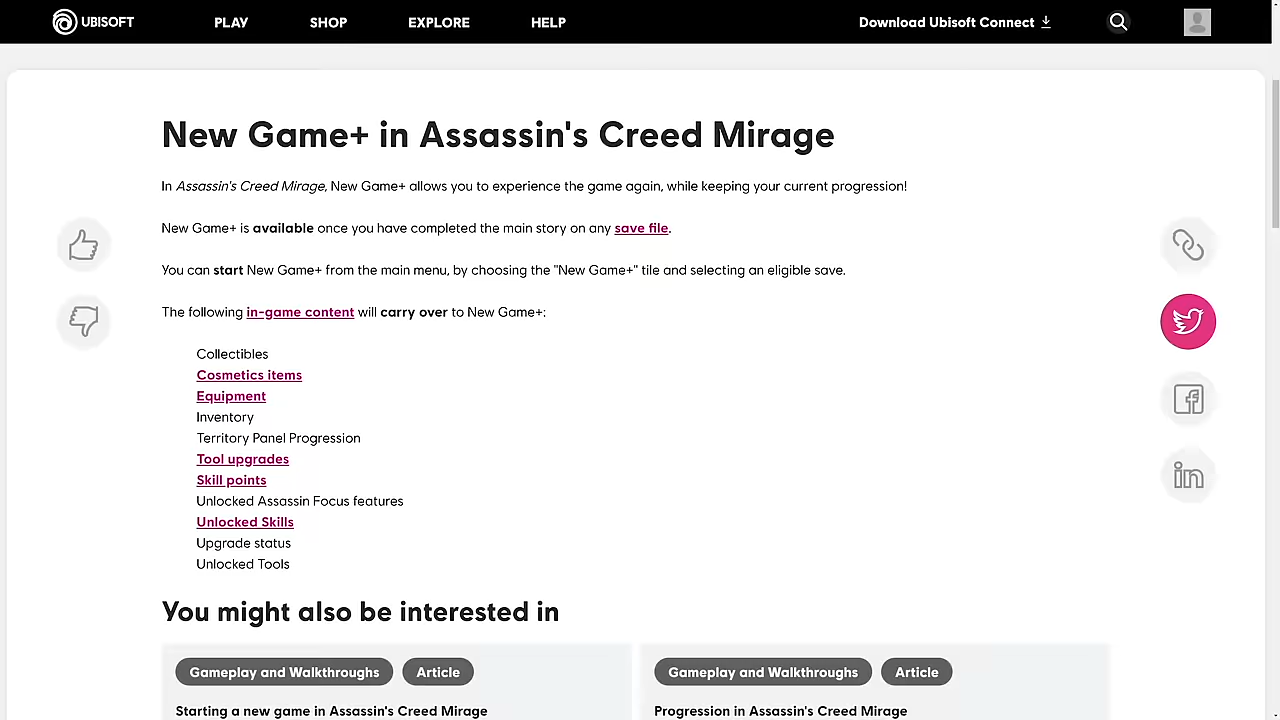 UBISOFT PLAY SHOP EXPLORE HELP Download Ubisoft Connect
New Game+ in Assassin's Creed Mirage
In Assassin's Creed Mirage, New Game+ allows you to experience the game again, while keeping your current progression!
New Game+ is available once you have completed the main story on any save file.
You can start New Game+ from the main menu, by choosing the "New Game+" tile and selecting an eligible save.
The following in-game content will carry over to New Game+:
Collectibles
Cosmetics items
Equipment
Inventory
Territory Panel Progression
Tool upgrades
Skill points
Unlocked Assassin Focus features
Unlocked Skills
Upgrade status
Unlocked Tools
You might also be interested in
Gameplay and Walkthroughs Article
Starting a new game in Assassin's Creed Mirage
Gameplay and Walkthroughs Article
Progression in Assassin's Creed Mirage